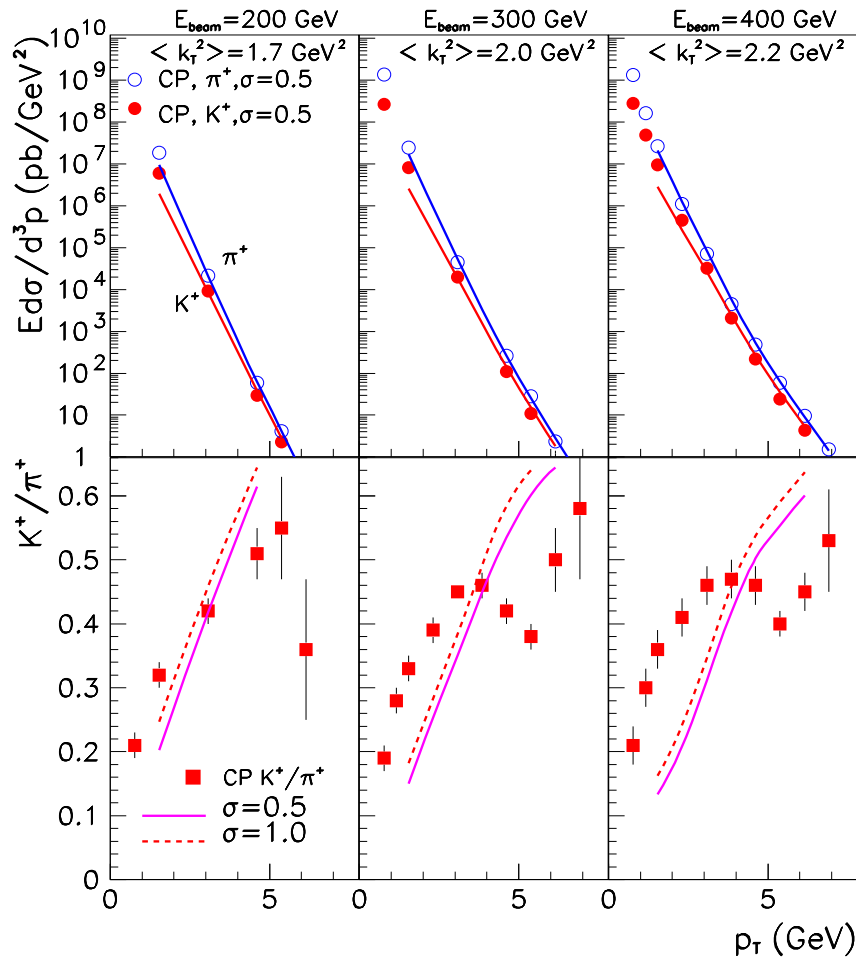 E_beam=200 GeV E_beam=300 GeV E_beam=400 GeV
< k_T^2 >=1.7 GeV^2 < k_T^2 >=2.0 GeV^2 < k_T^2 >=2.2 GeV^2
Edσ/d^3p (pb/GeV^2)
10^10
10^9
10^8
10^7
10^6
10^5
10^4
10^3
10^2
10
1
CP, π^+,σ=0.5
CP, K^+,σ=0.5
π^+
K^+
K^+/π^+
0.6
0.5
0.4
0.3
0.2
0.1
0
CP K^+/π^+
σ=0.5
σ=1.0
0 5 0 5 0 5
p_T (GeV)